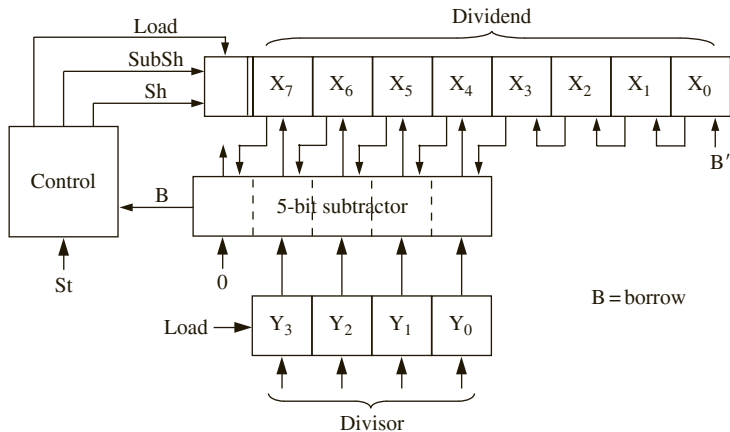 Dividend
Load
SubSh
Sh
X₇ X₆ X₅ X₄ X₃ X₂ X₁ X₀
B′
Control
B
5-bit subtractor
St
0
B = borrow
Load
Y₃ Y₂ Y₁ Y₀
Divisor